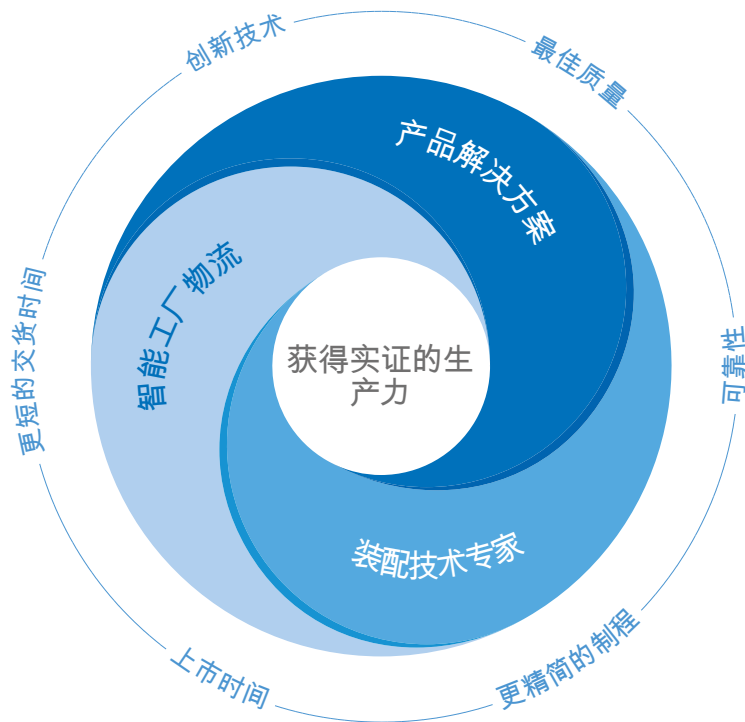 创新技术
最佳质量
产品解决方案
智能工厂物流
更短的交货时间
获得实证的生
产力
可靠性
装配技术专家
上市时间
更精简的制程